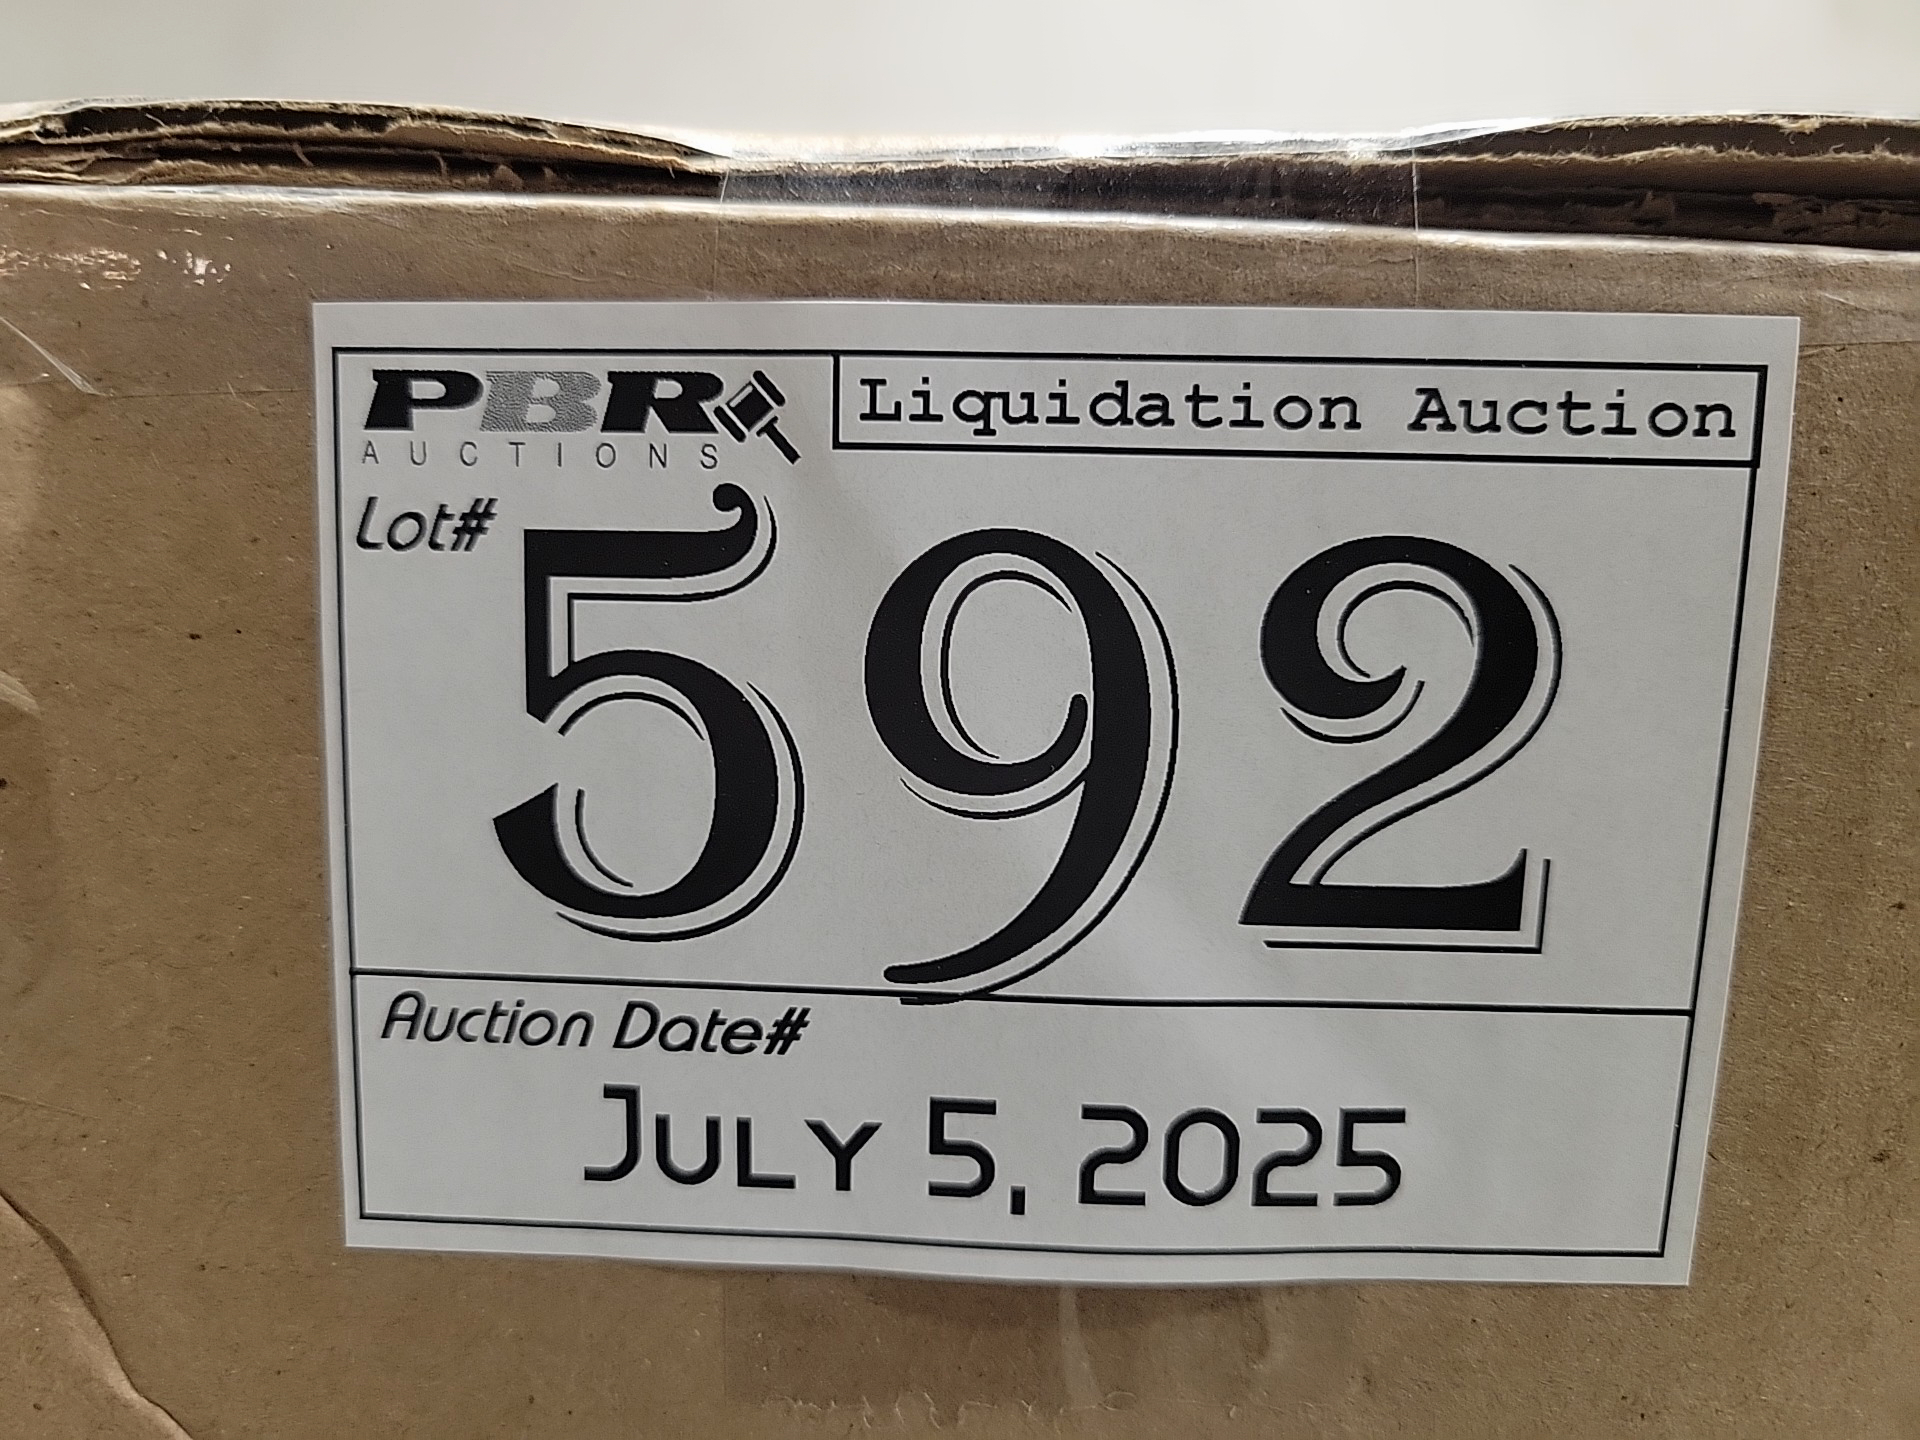 PBR
AUCTIONS
Liquidation Auction
Lot#
592
Auction Date#
JULY 5, 2025